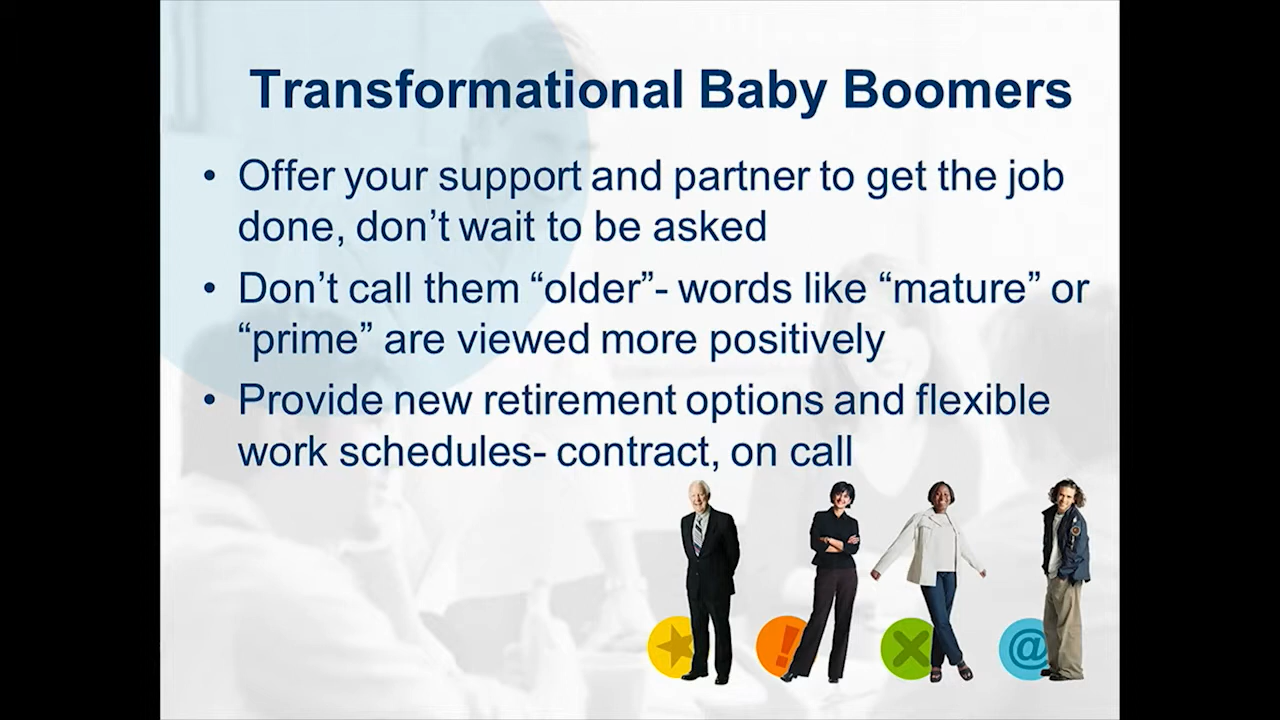 Transformational Baby Boomers
• Offer your support and partner to get the job
done, don’t wait to be asked
• Don’t call them “older”- words like “mature” or
“prime” are viewed more positively
• Provide new retirement options and flexible
work schedules- contract, on call
! @